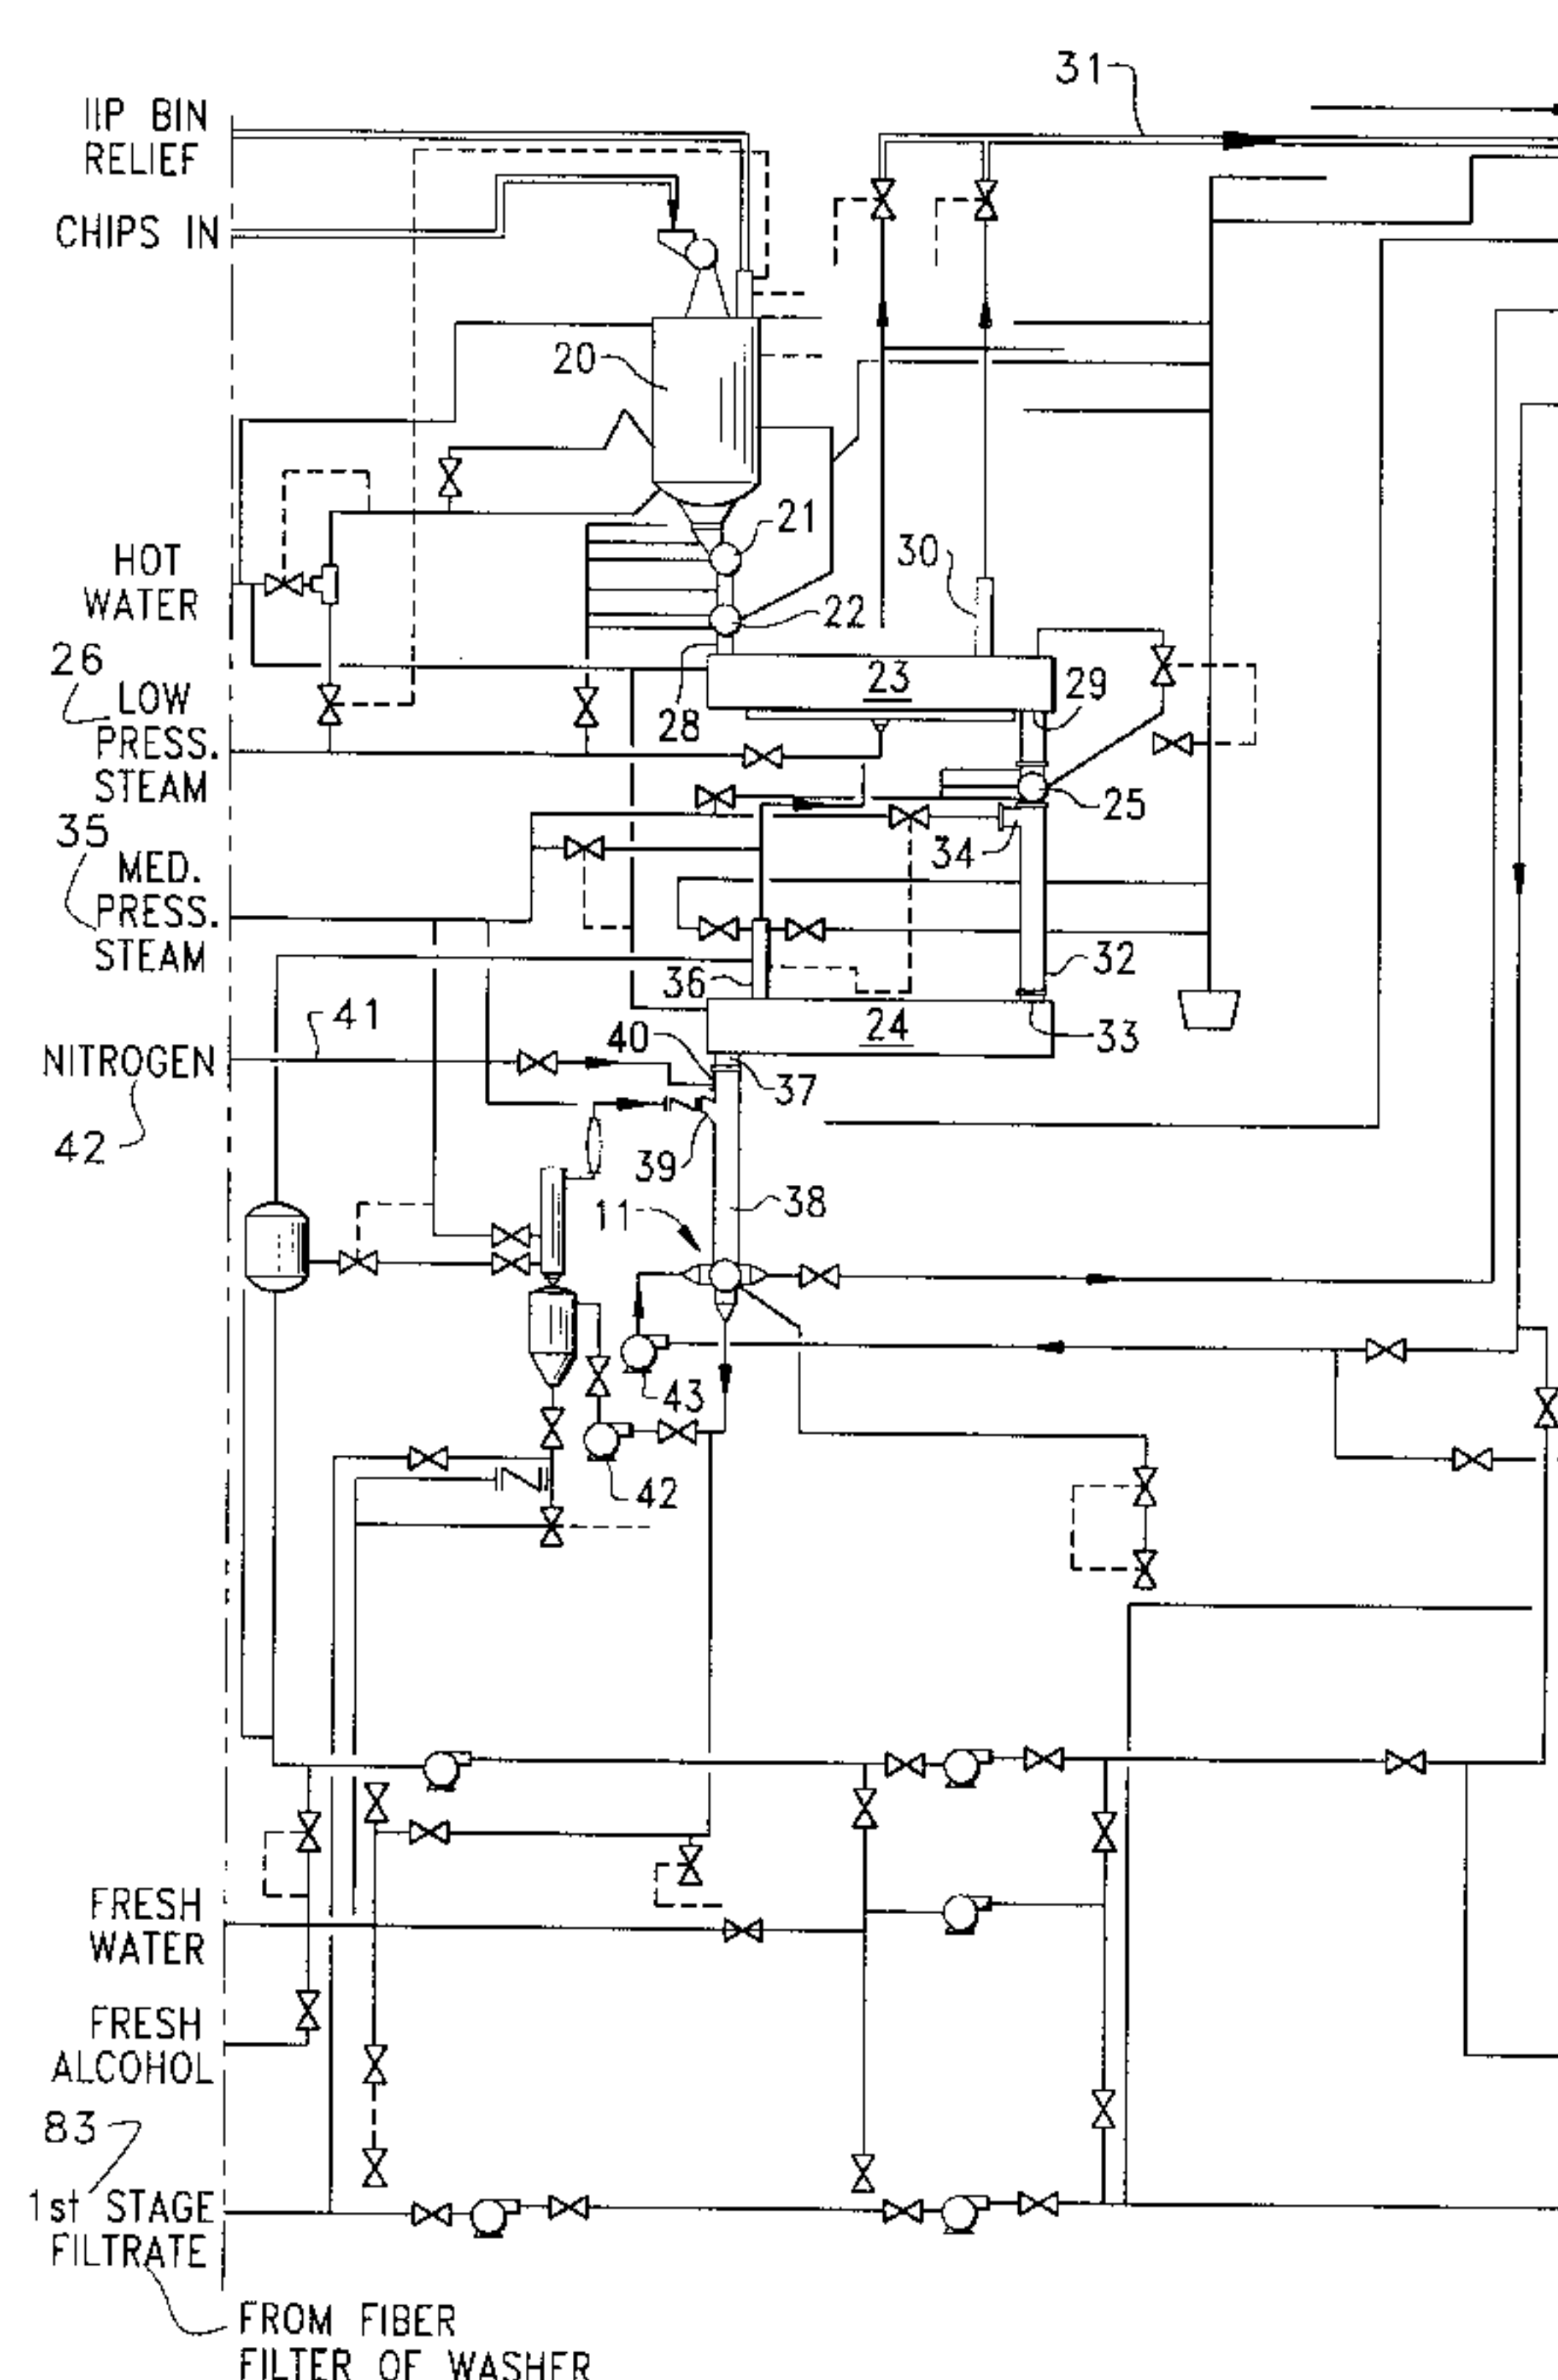 31
IIP BIN
RELIEF
CHIPS IN
20
21
HOT
WATER
30
22
26
LOW
PRESS.
STEAM
23
28
29
25
35
MED.
PRESS.
STEAM
34
36
32
41
40
24
33
NITROGEN
37
42
39
38
11
43
42
FRESH
WATER
FRESH
ALCOHOL
83
1st STAGE
FILTRATE
FROM FIBER
FILTER OF WASHER